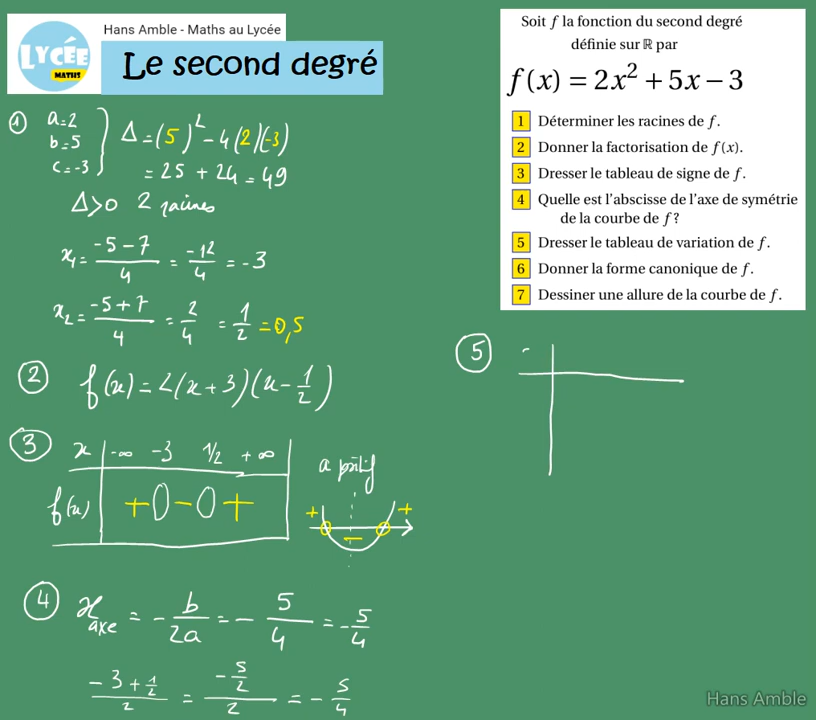 Hans Amble - Maths au Lycée
LYCÉE
MATHS
Le second degré
Soit f la fonction du second degré
définie sur ℝ par
f(x) = 2x² + 5x − 3
1 Déterminer les racines de f.
2 Donner la factorisation de f(x).
3 Dresser le tableau de signe de f.
4 Quelle est l'abscisse de l'axe de symétrie
de la courbe de f ?
5 Dresser le tableau de variation de f.
6 Donner la forme canonique de f.
7 Dessiner une allure de la courbe de f.
① a=2
b=5
c=-3
Δ = (5)² − 4(2)(-3)
= 25 + 24 = 49
Δ>0 2 racines
x₁ = (-5-7)/4 = -12/4 = -3
x₂ = (-5+7)/4 = 2/4 = 1/2 = 0,5
② f(x) = 2(x+3)(x-1/2)
③ x -∞ -3 1/2 +∞
f(x) + 0 - 0 +
a positif
+ - +
④ x axe = -b/2a = -5/4 = -5/4
(-3+1/2)/2 = (-5/2)/2 = -5/4
⑤
Hans Amble